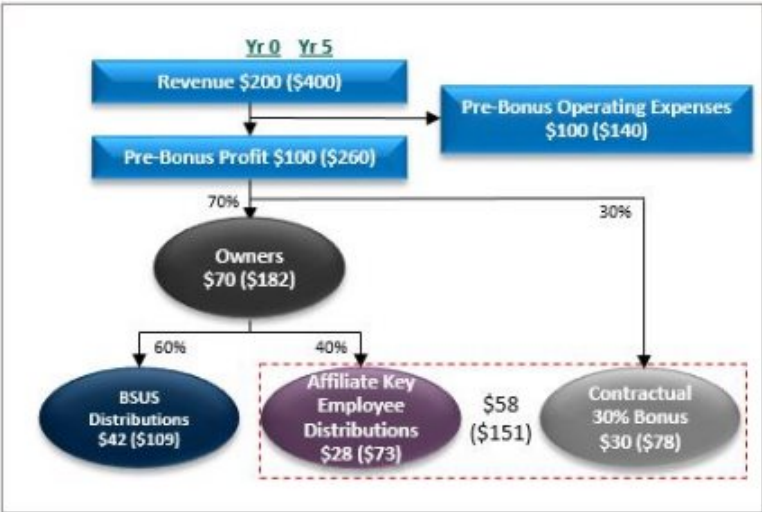 Yr 0 Yr 5
Revenue $200 ($400)
Pre-Bonus Operating Expenses
$100 ($140)
Pre-Bonus Profit $100 ($260)
70%
30%
Owners
$70 ($182)
60%
40%
BSUS
Distributions
$42 ($109)
Affiliate Key
Employee
Distributions
$28 ($73)
$58
($151)
Contractual
30% Bonus
$30 ($78)